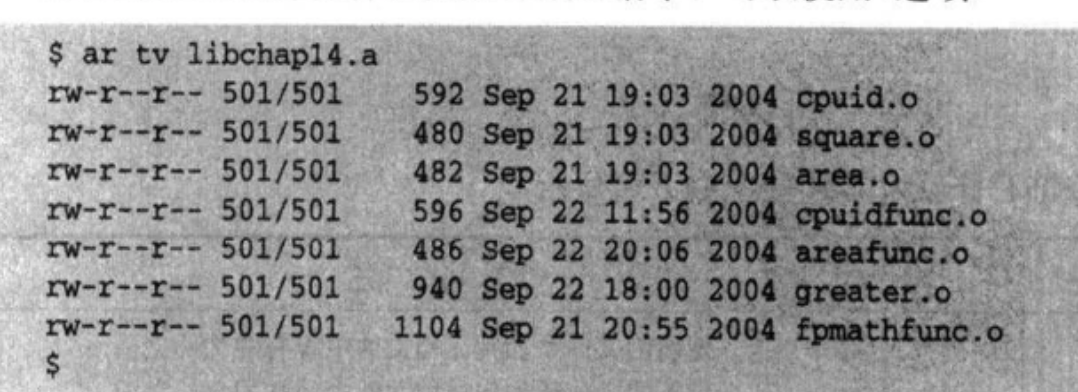 $ ar tv libchap14.a
rw-r--r-- 501/501    592 Sep 21 19:03 2004 cpuid.o
rw-r--r-- 501/501    480 Sep 21 19:03 2004 square.o
rw-r--r-- 501/501    482 Sep 21 19:03 2004 area.o
rw-r--r-- 501/501    596 Sep 22 11:56 2004 cpuidfunc.o
rw-r--r-- 501/501    486 Sep 22 20:06 2004 areafunc.o
rw-r--r-- 501/501    940 Sep 22 18:00 2004 greater.o
rw-r--r-- 501/501   1104 Sep 21 20:55 2004 fpmathfunc.o
$